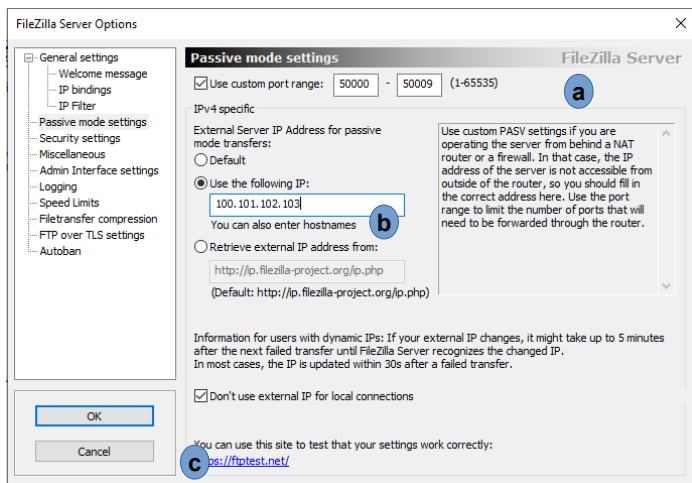 FileZilla Server Options
General settings
Welcome message
IP bindings
IP Filter
Passive mode settings
Security settings
Miscellaneous
Admin Interface settings
Logging
Speed Limits
Filetransfer compression
FTP over TLS settings
Autoban
OK
Cancel
Passive mode settings
FileZilla Server
Use custom port range: 50000 - 50009 (1-65535)
a
IPv4 specific
External Server IP Address for passive
mode transfers:
Default
Use the following IP:
100.101.102.103
b
You can also enter hostnames
Retrieve external IP address from:
http://ip.filezilla-project.org/ip.php
(Default: http://ip.filezilla-project.org/ip.php)
Use custom PASV settings if you are
operating the server from behind a NAT
router or a firewall. In that case, the IP
address of the server is not accessible from
outside of the router, so you should fill in
the correct address here. Use the port
range to limit the number of ports that will
need to be forwarded through the router.
Information for users with dynamic IPs: If your external IP changes, it might take up to 5 minutes
after the next failed transfer until FileZilla Server recognizes the changed IP.
In most cases, the IP is updated within 30s after a failed transfer.
Don't use external IP for local connections
You can use this site to test that your settings work correctly:
c
ps://ftptest.net/